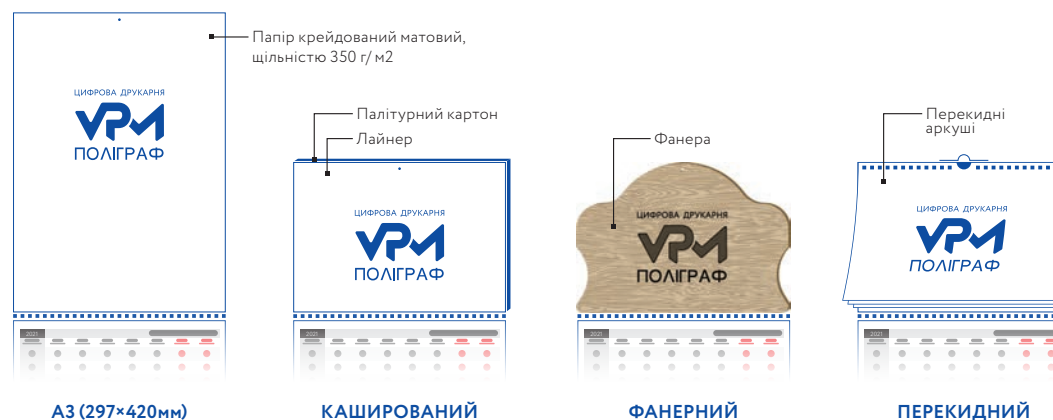 Папір крейдований матовий,
щільністю 350 г/м2
ЦИФРОВА ДРУКАРНЯ
VPM
ПОЛІГРАФ
2021
А3 (297×420мм)
Палітурний картон
Лайнер
ЦИФРОВА ДРУКАРНЯ
VPM
ПОЛІГРАФ
2021
КАШИРОВАНИЙ
Фанера
ЦИФРОВА ДРУКАРНЯ
VPM
ПОЛІГРАФ
2021
ФАНЕРНИЙ
Перекидні
аркуші
ЦИФРОВА ДРУКАРНЯ
VPM
ПОЛІГРАФ
2021
ПЕРЕКИДНИЙ